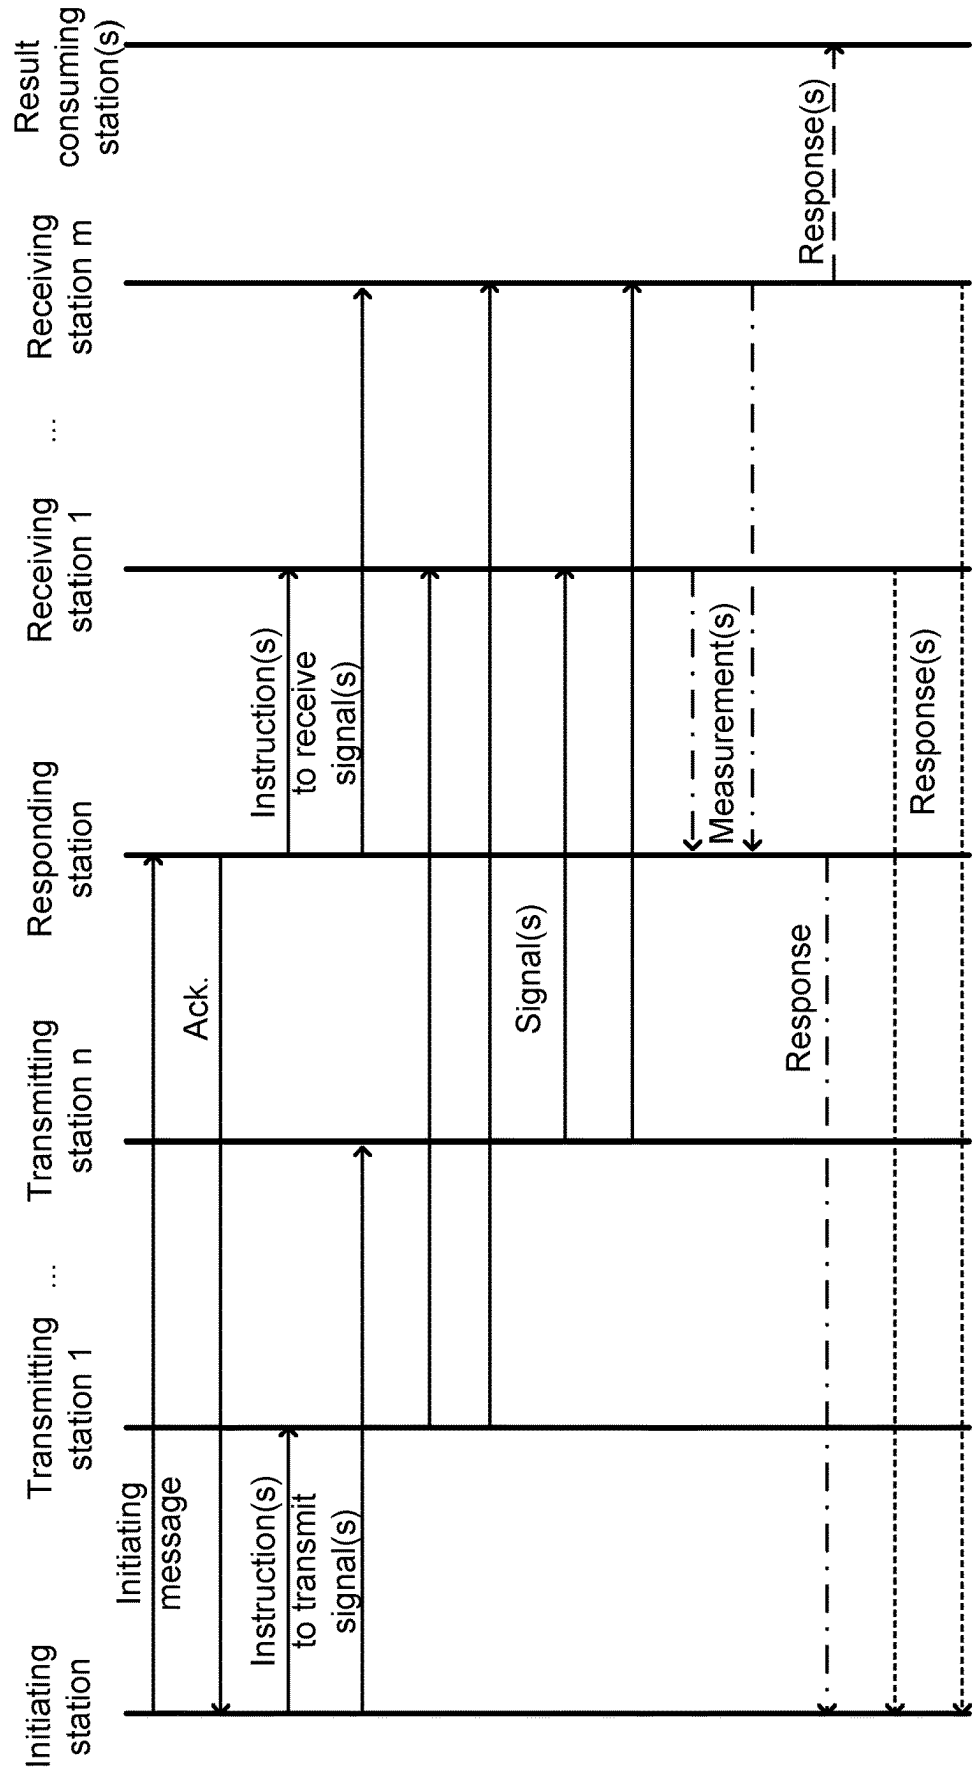 Initiating
station
Transmitting
station 1
...
Transmitting
station n
Responding
station
Receiving
station 1
...
Receiving
station m
Result
consuming
station(s)
Initiating
message
Ack.
Instruction(s)
to transmit
signal(s)
Instruction(s)
to receive
signal(s)
Signal(s)
Measurement(s)
Response
Response(s)
Response(s)